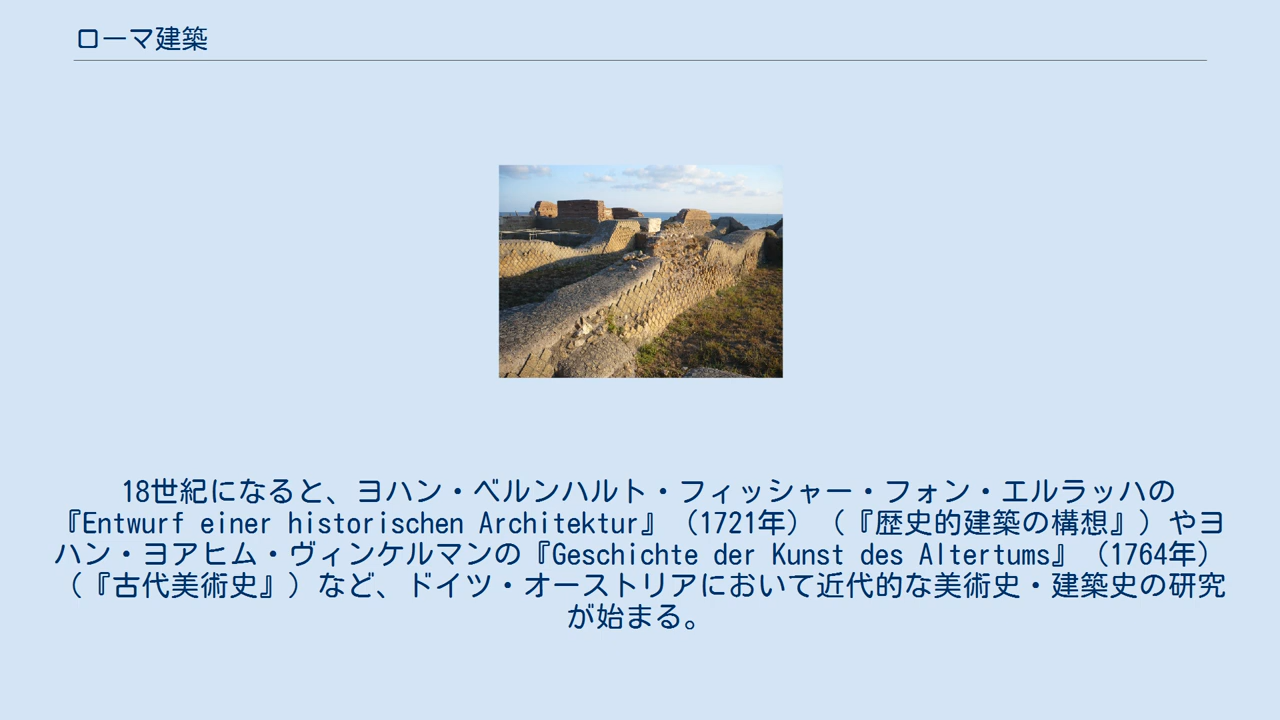 ローマ建築
18世紀になると、ヨハン・ベルンハルト・フィッシャー・フォン・エルラッハの
『Entwurf einer historischen Architektur』（1721年）（『歴史的建築の構想』）やヨ
ハン・ヨアヒム・ヴィンケルマンの『Geschichte der Kunst des Altertums』（1764年）
（『古代美術史』）など、ドイツ・オーストリアにおいて近代的な美術史・建築史の研究
が始まる。